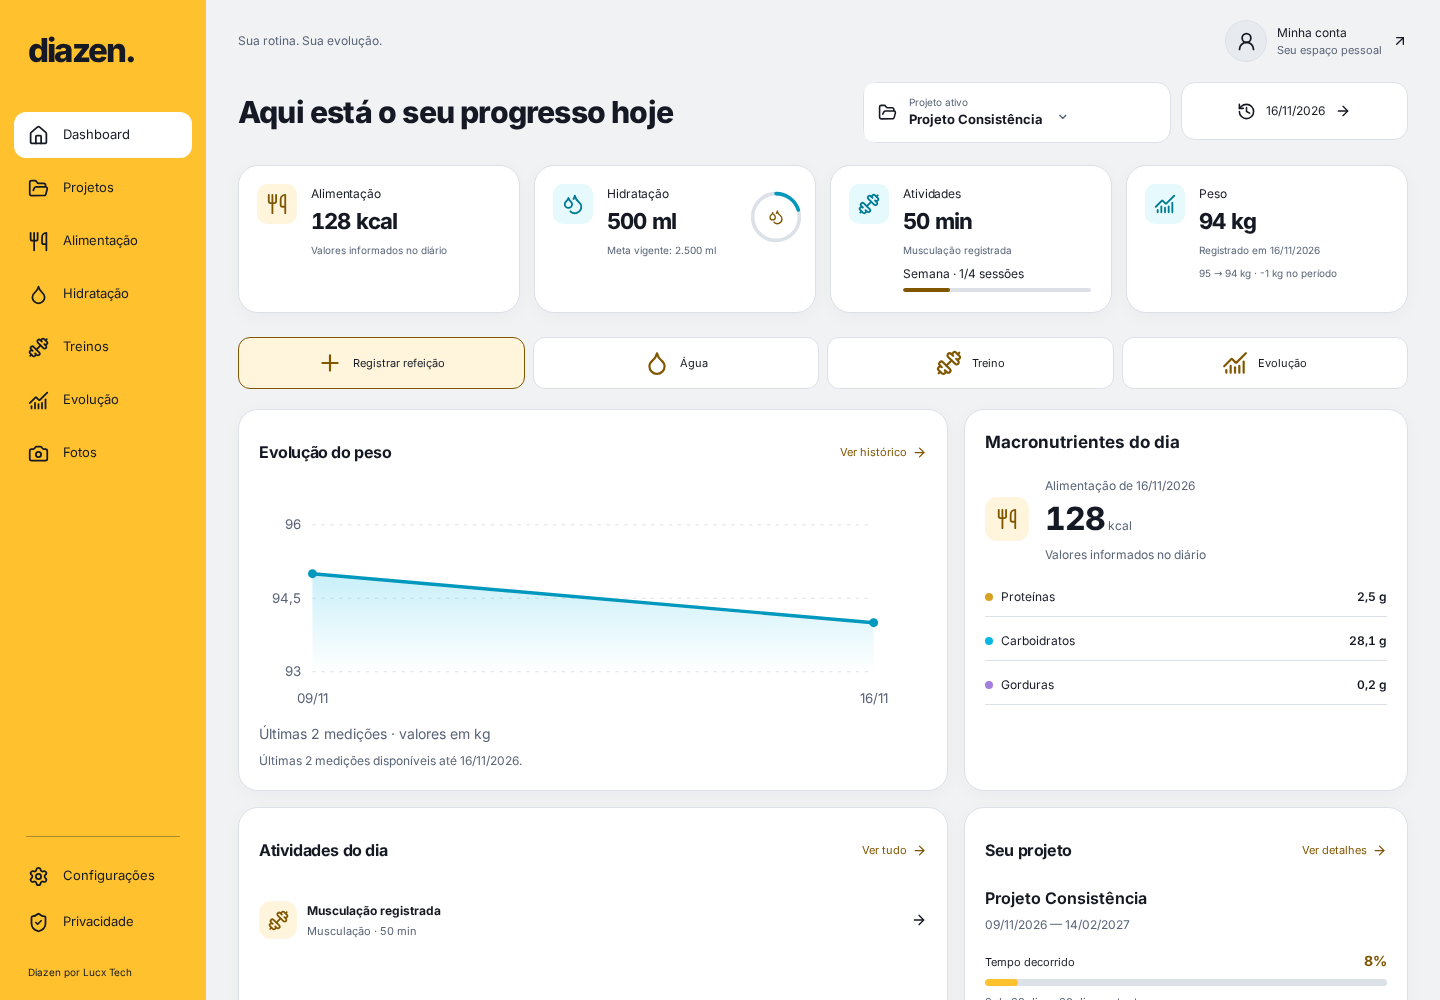 diazen.
Dashboard
Projetos
Alimentação
Hidratação
Treinos
Evolução
Fotos
Configurações
Privacidade
Diazen por Lucx Tech
Sua rotina. Sua evolução.
Minha conta
Seu espaço pessoal
Aqui está o seu progresso hoje
Projeto ativo
Projeto Consistência
16/11/2026
Alimentação
128 kcal
Valores informados no diário
Hidratação
500 ml
Meta vigente: 2.500 ml
Atividades
50 min
Musculação registrada
Semana · 1/4 sessões
Peso
94 kg
Registrado em 16/11/2026
95 → 94 kg · -1 kg no período
Registrar refeição
Água
Treino
Evolução
Evolução do peso
Ver histórico
96
94,5
93
09/11
16/11
Últimas 2 medições · valores em kg
Últimas 2 medições disponíveis até 16/11/2026.
Macronutrientes do dia
Alimentação de 16/11/2026
128 kcal
Valores informados no diário
Proteínas 2,5 g
Carboidratos 28,1 g
Gorduras 0,2 g
Atividades do dia
Ver tudo
Musculação registrada
Musculação · 50 min
Seu projeto
Ver detalhes
Projeto Consistência
09/11/2026 — 14/02/2027
Tempo decorrido 8%